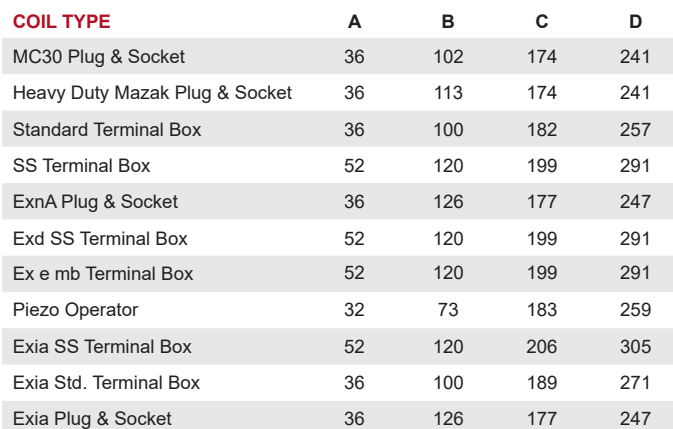 COIL TYPE A B C D
MC30 Plug & Socket 36 102 174 241
Heavy Duty Mazak Plug & Socket 36 113 174 241
Standard Terminal Box 36 100 182 257
SS Terminal Box 52 120 199 291
ExnA Plug & Socket 36 126 177 247
Exd SS Terminal Box 52 120 199 291
Ex e mb Terminal Box 52 120 199 291
Piezo Operator 32 73 183 259
Exia SS Terminal Box 52 120 206 305
Exia Std. Terminal Box 36 100 189 271
Exia Plug & Socket 36 126 177 247